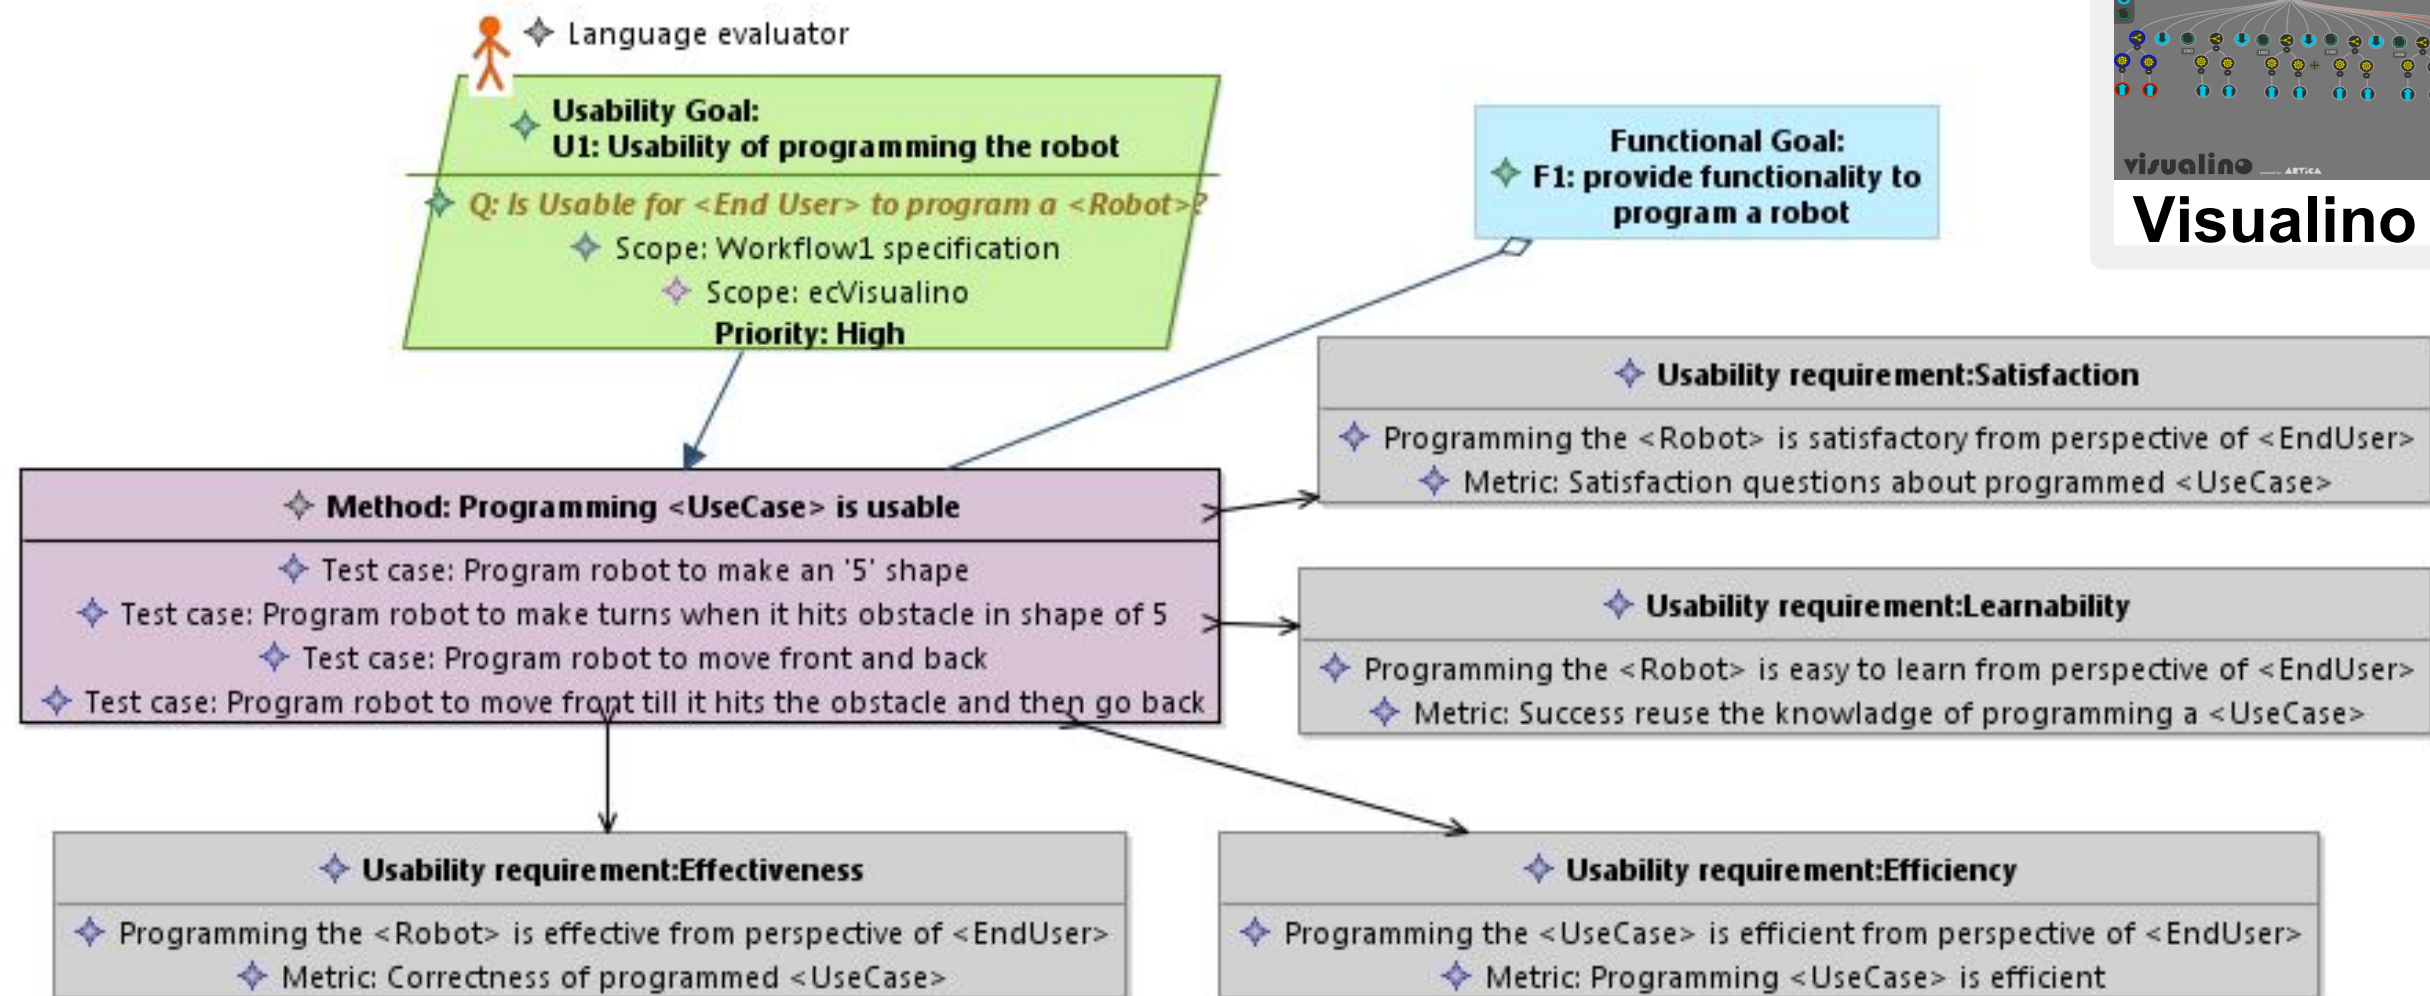 Language evaluator
Usability Goal:
U1: Usability of programming the robot
Q: Is Usable for <End User> to program a <Robot>?
Scope: Workflow1 specification
Scope: ecVisualino
Priority: High
Functional Goal:
F1: provide functionality to
program a robot
visualino
ARTICA
Visualino
Usability requirement:Satisfaction
Programming the <Robot> is satisfactory from perspective of <EndUser>
Metric: Satisfaction questions about programmed <UseCase>
Method: Programming <UseCase> is usable
Test case: Program robot to make an '5' shape
Test case: Program robot to make turns when it hits obstacle in shape of 5
Test case: Program robot to move front and back
Test case: Program robot to move front till it hits the obstacle and then go back
Usability requirement:Learnability
Programming the <Robot> is easy to learn from perspective of <EndUser>
Metric: Success reuse the knowladge of programming a <UseCase>
Usability requirement:Effectiveness
Programming the <Robot> is effective from perspective of <EndUser>
Metric: Correctness of programmed <UseCase>
Usability requirement:Efficiency
Programming the <UseCase> is efficient from perspective of <EndUser>
Metric: Programming <UseCase> is efficient